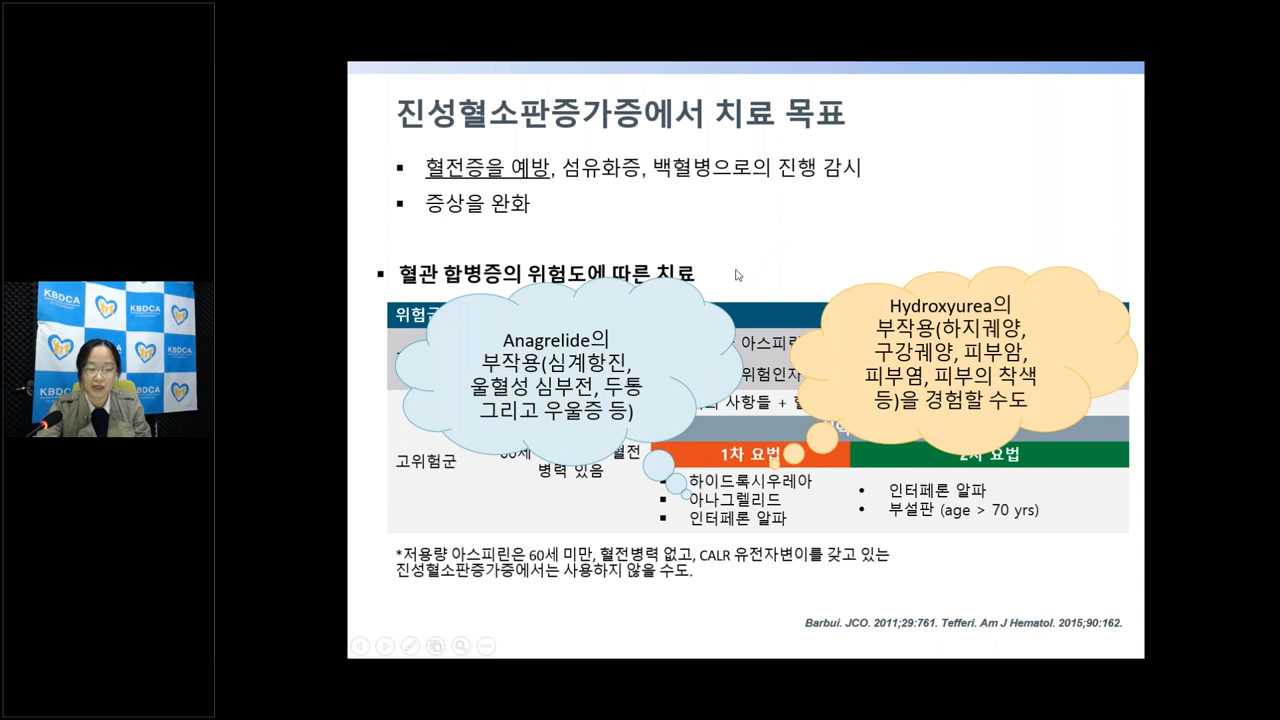 진성혈소판증가증에서 치료 목표
▪ 혈전증을 예방, 섬유화증, 백혈병으로의 진행 감시
▪ 증상을 완화
▪ 혈관 합병증의 위험도에 따른 치료
Anagrelide의
부작용(심계항진,
울혈성 심부전, 두통
그리고 우울증 등)
Hydroxyurea의
부작용(하지궤양,
구강궤양, 피부암,
피부염, 피부의 착색
등)을 경험할 수도
사항들 +
고위험군
병력 있음
1차 요법
2차 요법
▪ 하이드록시우레아
▪ 아나그렐리드
▪ 인터페론 알파
• 인터페론 알파
• 부설판 (age > 70 yrs)
*저용량 아스피린은 60세 미만, 혈전병력 없고, CALR 유전자변이를 갖고 있는
진성혈소판증가증에서는 사용하지 않을 수도.
Barbui. JCO. 2011;29:761. Tefferi. Am J Hematol. 2015;90:162.
KBDCA
KBDCA
KBDCA
KBDCA